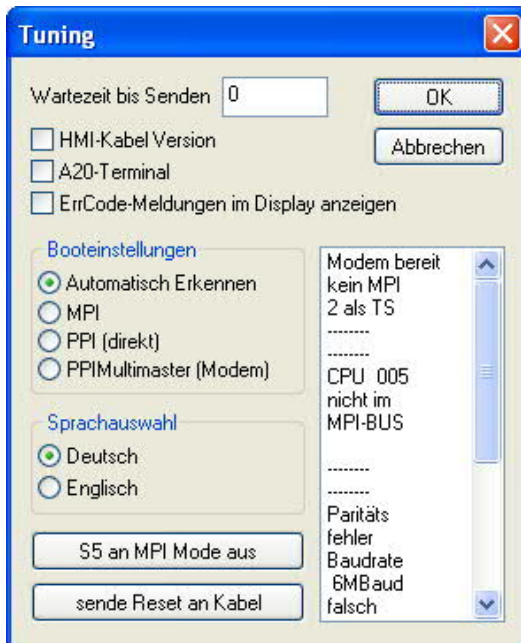 Tuning
Wartezeit bis Senden 0
OK
HMI-Kabel Version
Abbrechen
A20-Terminal
ErrCode-Meldungen im Display anzeigen
Booteinstellungen
Automatisch Erkennen
MPI
PPI (direkt)
PPIMultimaster (Modem)
Sprachauswahl
Deutsch
Englisch
S5 an MPI Mode aus
sende Reset an Kabel
Modem bereit
kein MPI
2 als TS
--------
--------
CPU 005
nicht im
MPI-BUS
--------
--------
Paritäts
fehler
Baudrate
6MBaud
falsch